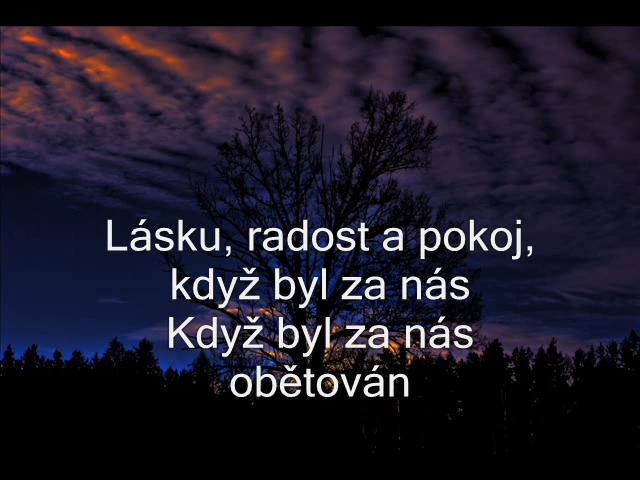 Lásku, radost a pokoj,
když byl za nás
Když byl za nás
obětován